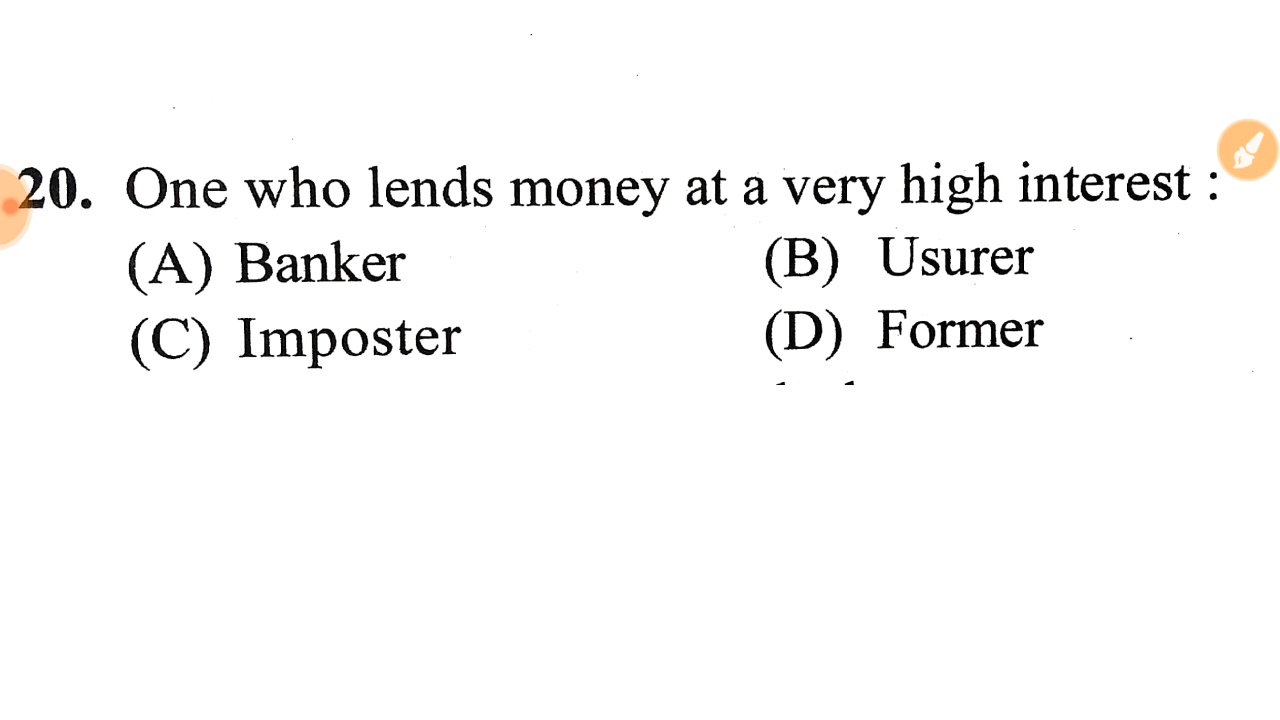 20. One who lends money at a very high interest :
(A) Banker (B) Usurer
(C) Imposter (D) Former